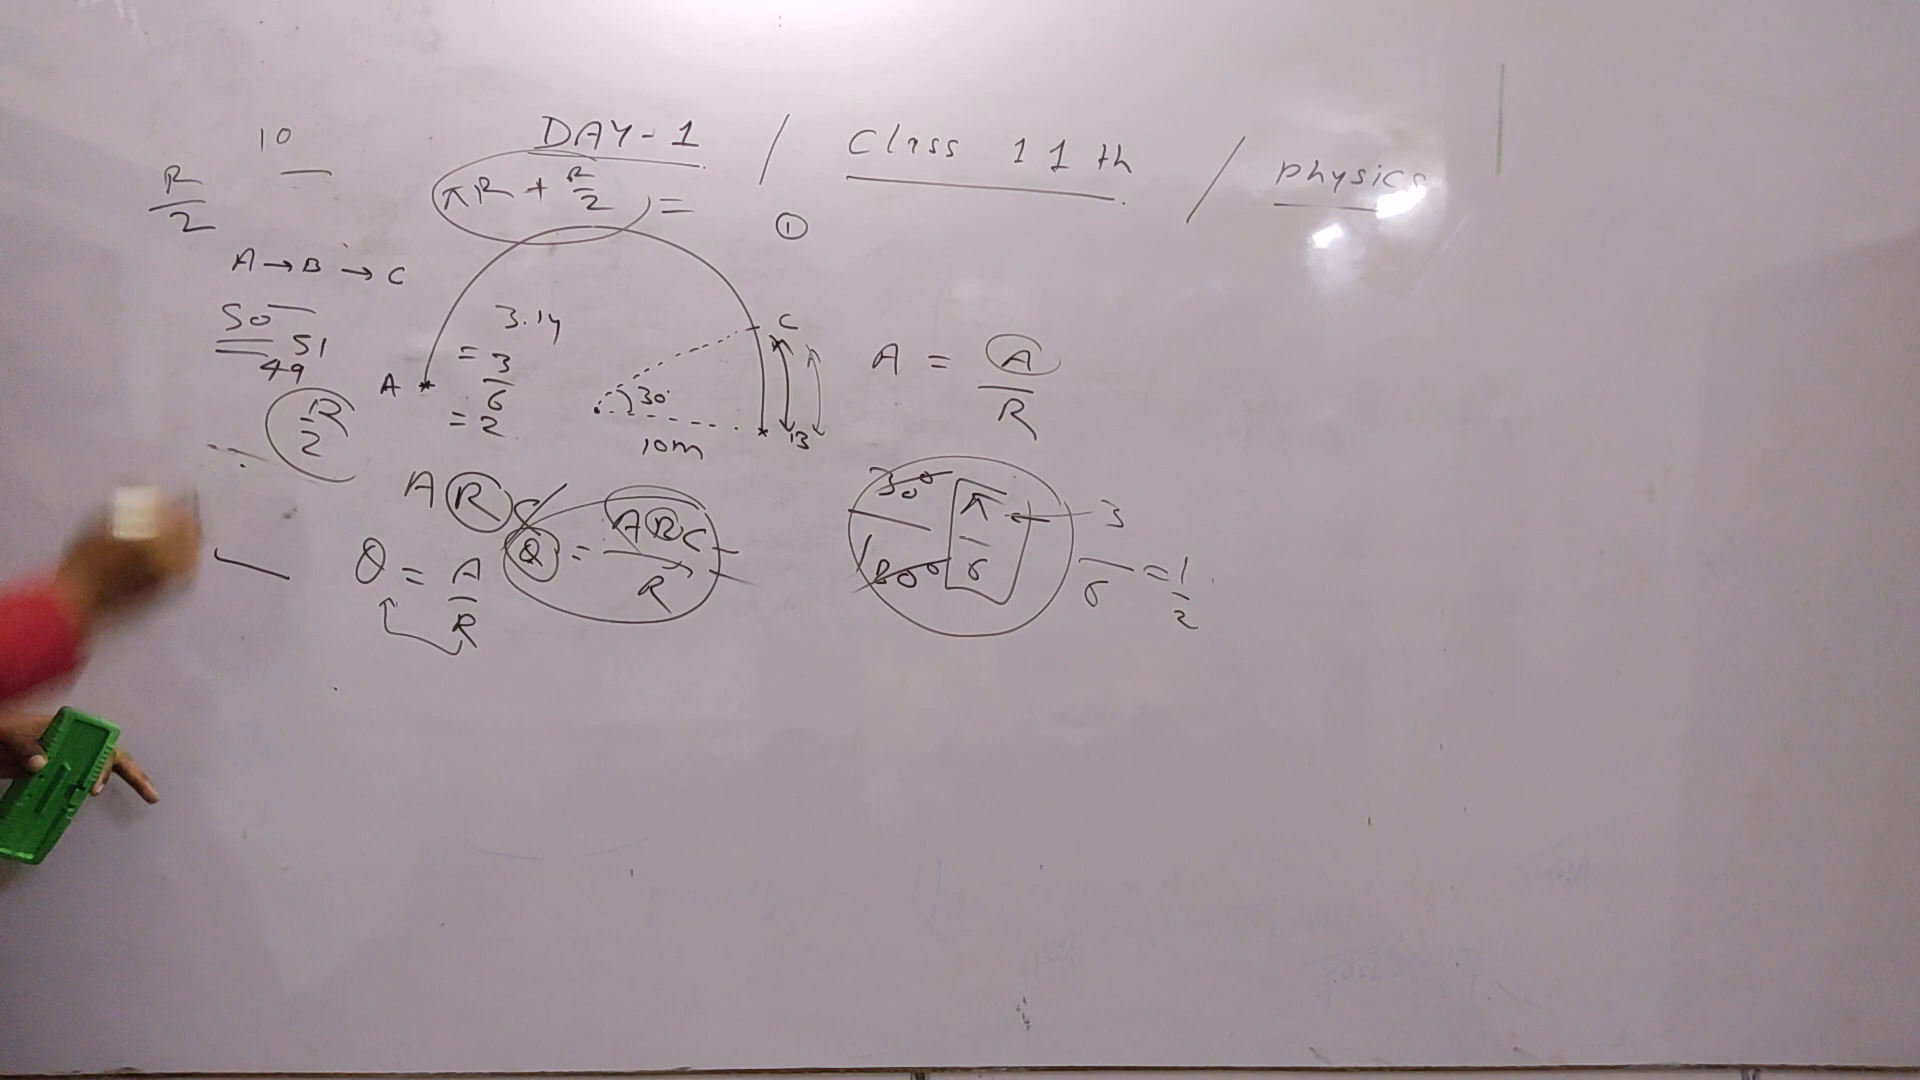 10
DAY-1 / Class 11th / Physics
R/2
πR + R/2 =
①
A → B → C
50
51
49
3.14
= 3/6
= 2
A
C
30°
10m
B
A = A/R
R/2
ARC
θ = A/R
θ = ARC/R
30°/180° π/6
3/6 = 1/2